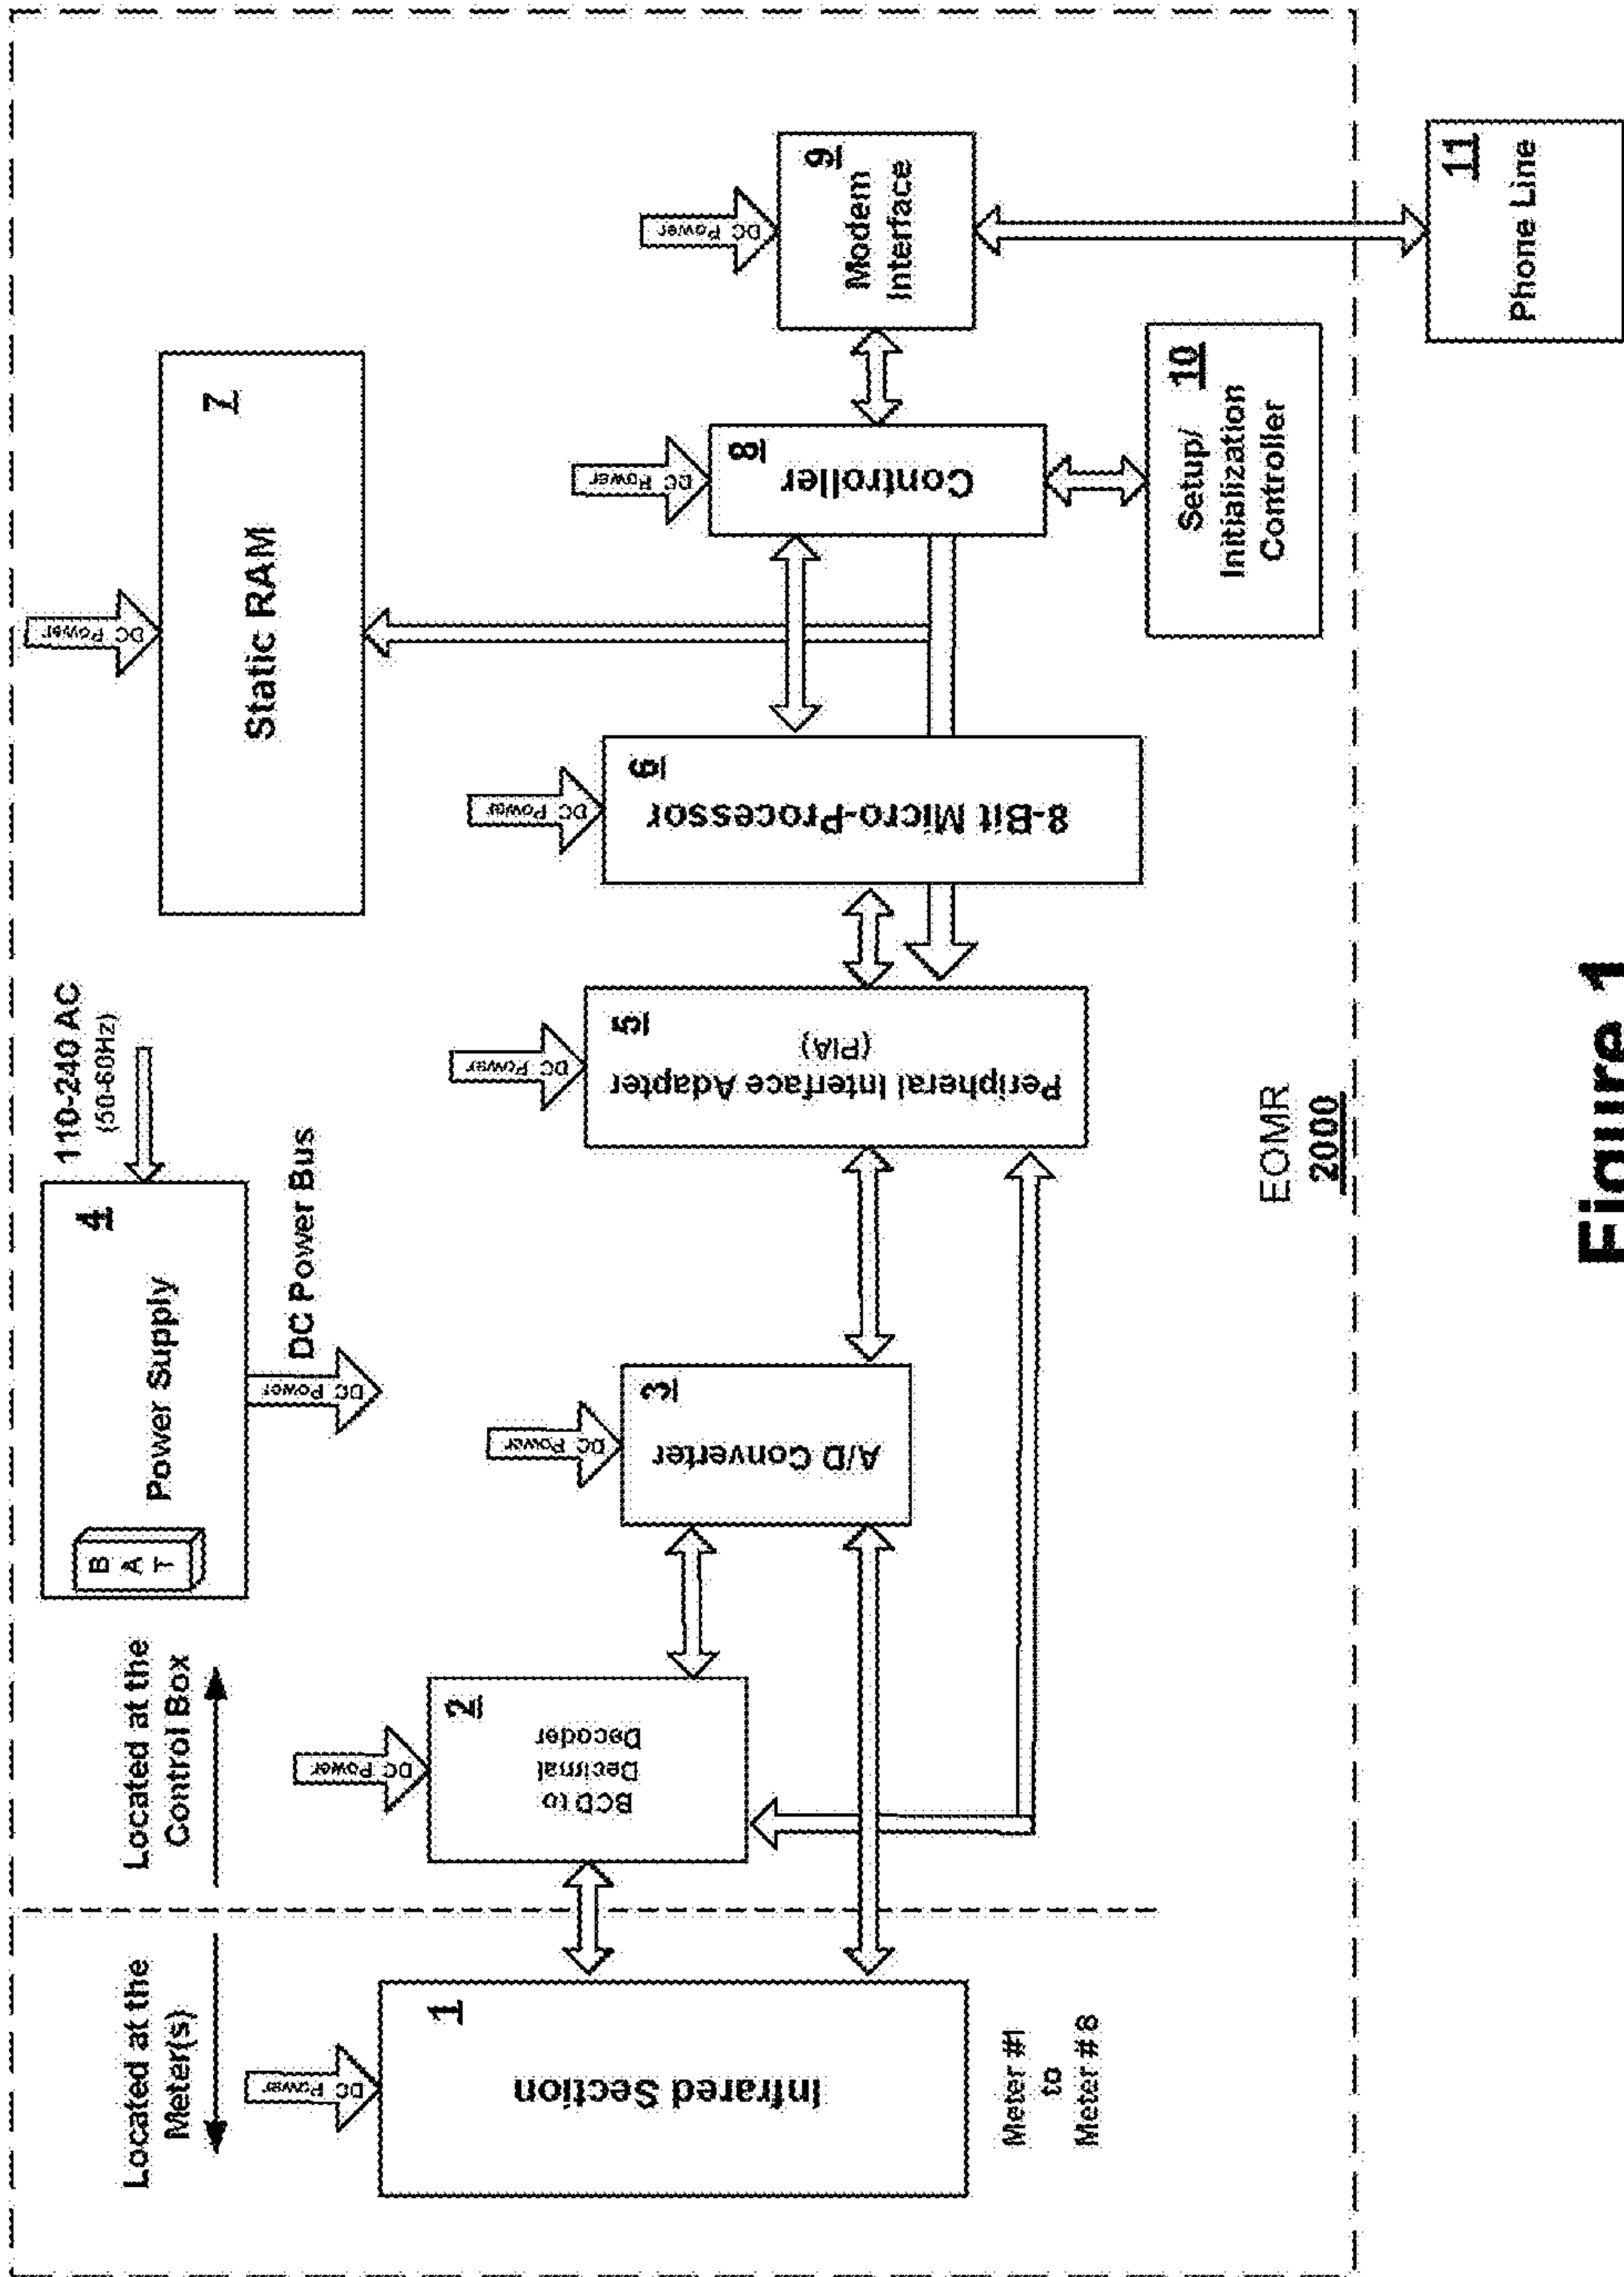 Located at the
Meter(s)
Located at the
Control Box
DC Power
1
Infrared Section
Meter #1
to
Meter # 8
DC Power
2
BCD to
Decimal
Decoder
B
A
T
4
Power Supply
110-240 AC
(50-60Hz)
DC Power
DC Power Bus
DC Power
3
A/D Converter
DC Power
5
Peripheral Interface Adapter
(PIA)
DC Power
6
8-Bit Micro-Processor
DC Power
7
Static RAM
DC Power
8
Controller
DC Power
9
Modem
Interface
10
Setup/
Initialization
Controller
11
Phone Line
EOMR
2000
Figure 1